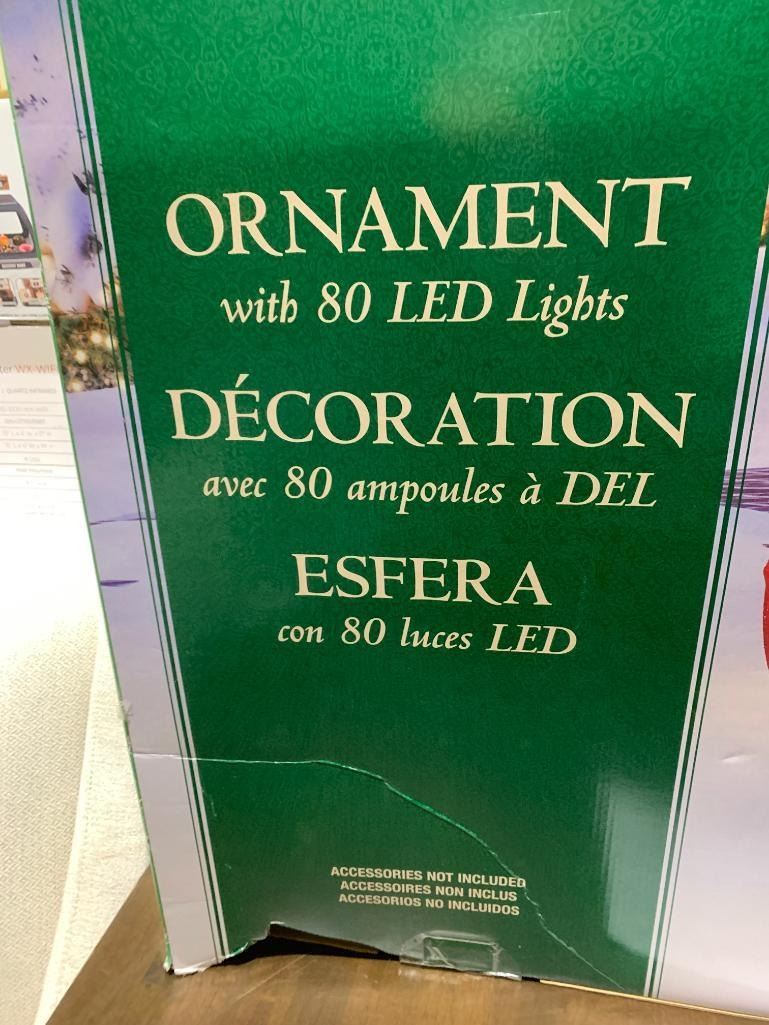 ORNAMENT
with 80 LED Lights
DÉCORATION
avec 80 ampoules à DEL
ESFERA
con 80 luces LED
ACCESSORIES NOT INCLUDED
ACCESSOIRES NON INCLUS
ACCESORIOS NO INCLUIDOS